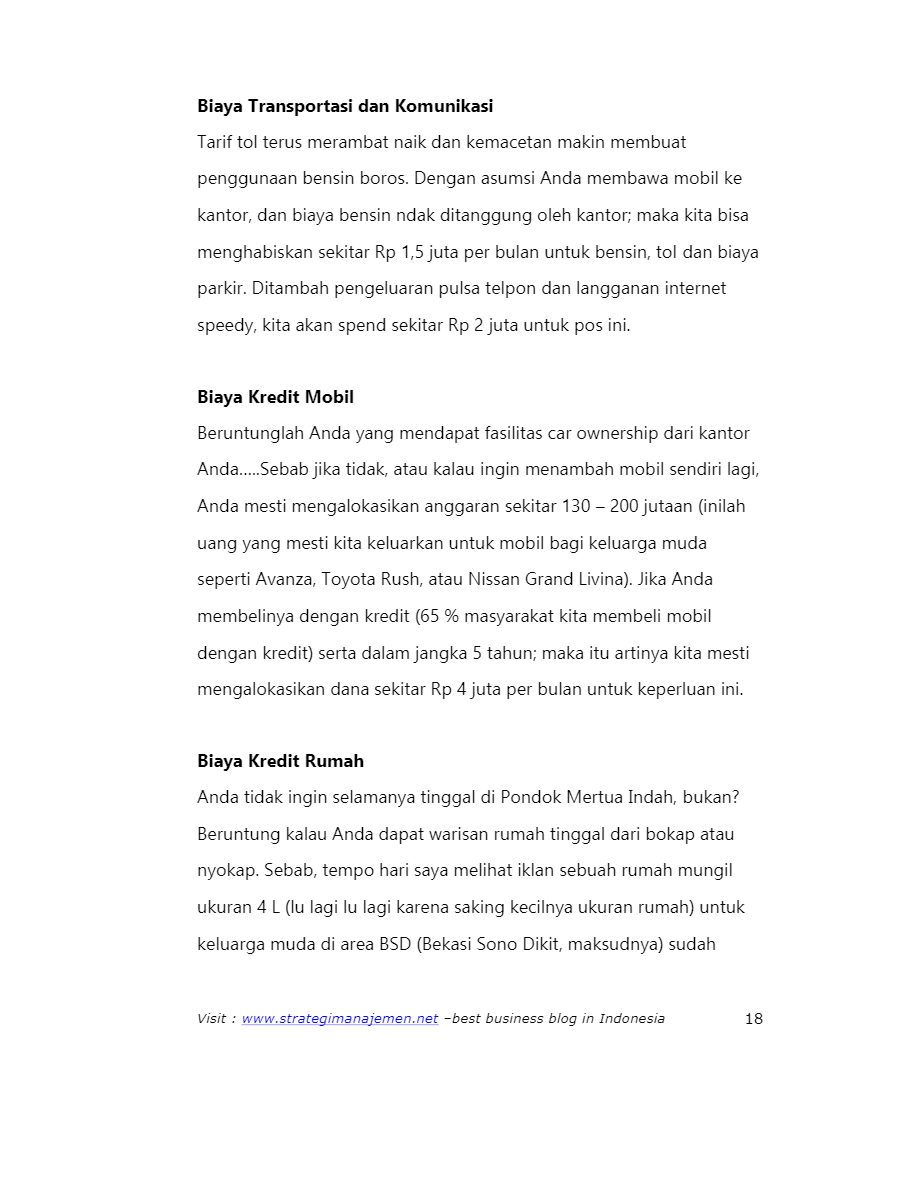 Biaya Transportasi dan Komunikasi
Tarif tol terus merambat naik dan kemacetan makin membuat
penggunaan bensin boros. Dengan asumsi Anda membawa mobil ke
kantor, dan biaya bensin ndak ditanggung oleh kantor; maka kita bisa
menghabiskan sekitar Rp 1,5 juta per bulan untuk bensin, tol dan biaya
parkir. Ditambah pengeluaran pulsa telpon dan langganan internet
speedy, kita akan spend sekitar Rp 2 juta untuk pos ini.
Biaya Kredit Mobil
Beruntunglah Anda yang mendapat fasilitas car ownership dari kantor
Anda.....Sebab jika tidak, atau kalau ingin menambah mobil sendiri lagi,
Anda mesti mengalokasikan anggaran sekitar 130 – 200 jutaan (inilah
uang yang mesti kita keluarkan untuk mobil bagi keluarga muda
seperti Avanza, Toyota Rush, atau Nissan Grand Livina). Jika Anda
membelinya dengan kredit (65 % masyarakat kita membeli mobil
dengan kredit) serta dalam jangka 5 tahun; maka itu artinya kita mesti
mengalokasikan dana sekitar Rp 4 juta per bulan untuk keperluan ini.
Biaya Kredit Rumah
Anda tidak ingin selamanya tinggal di Pondok Mertua Indah, bukan?
Beruntung kalau Anda dapat warisan rumah tinggal dari bokap atau
nyokap. Sebab, tempo hari saya melihat iklan sebuah rumah mungil
ukuran 4 L (lu lagi lu lagi karena saking kecilnya ukuran rumah) untuk
keluarga muda di area BSD (Bekasi Sono Dikit, maksudnya) sudah
Visit : www.strategimanajemen.net –best business blog in Indonesia 18